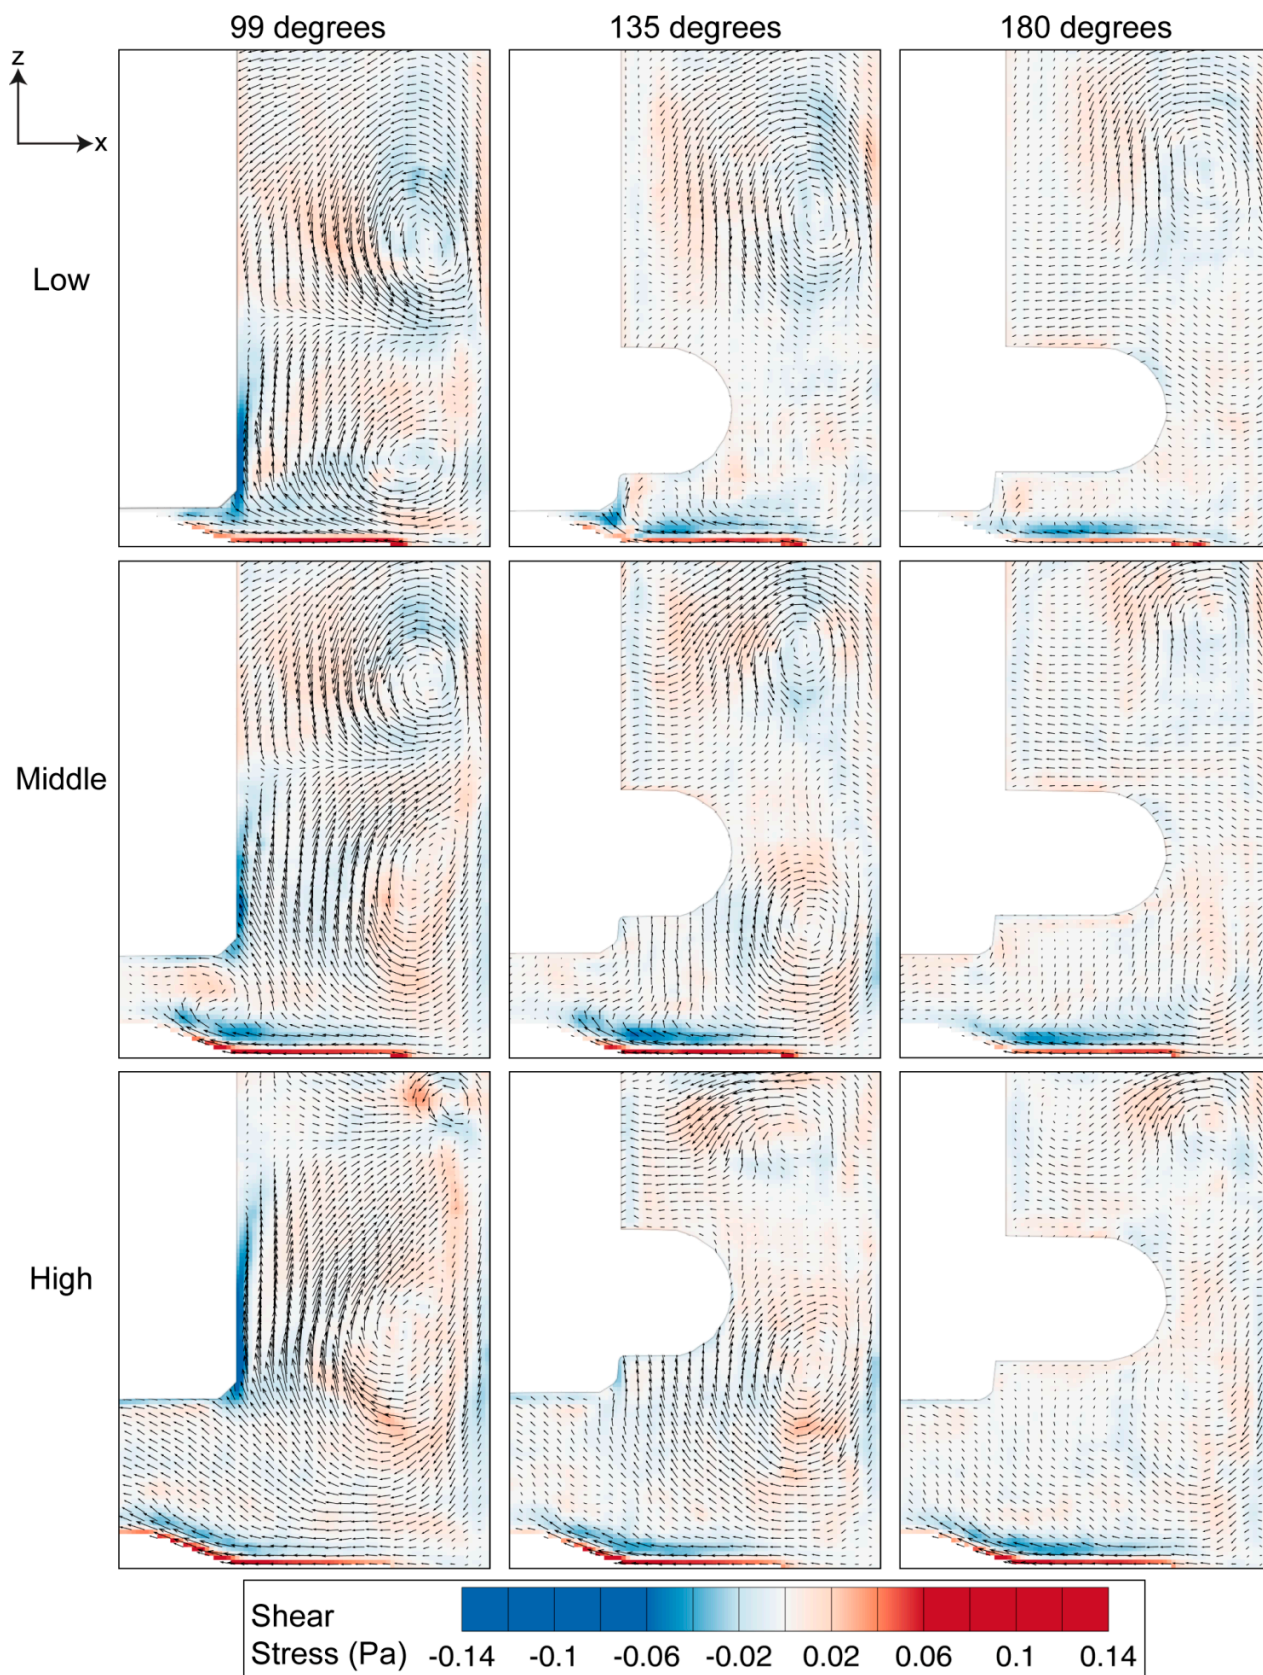 99 degrees 135 degrees 180 degrees
z
x
Low
Middle
High
Shear
Stress (Pa) -0.14 -0.1 -0.06 -0.02 0.02 0.06 0.1 0.14